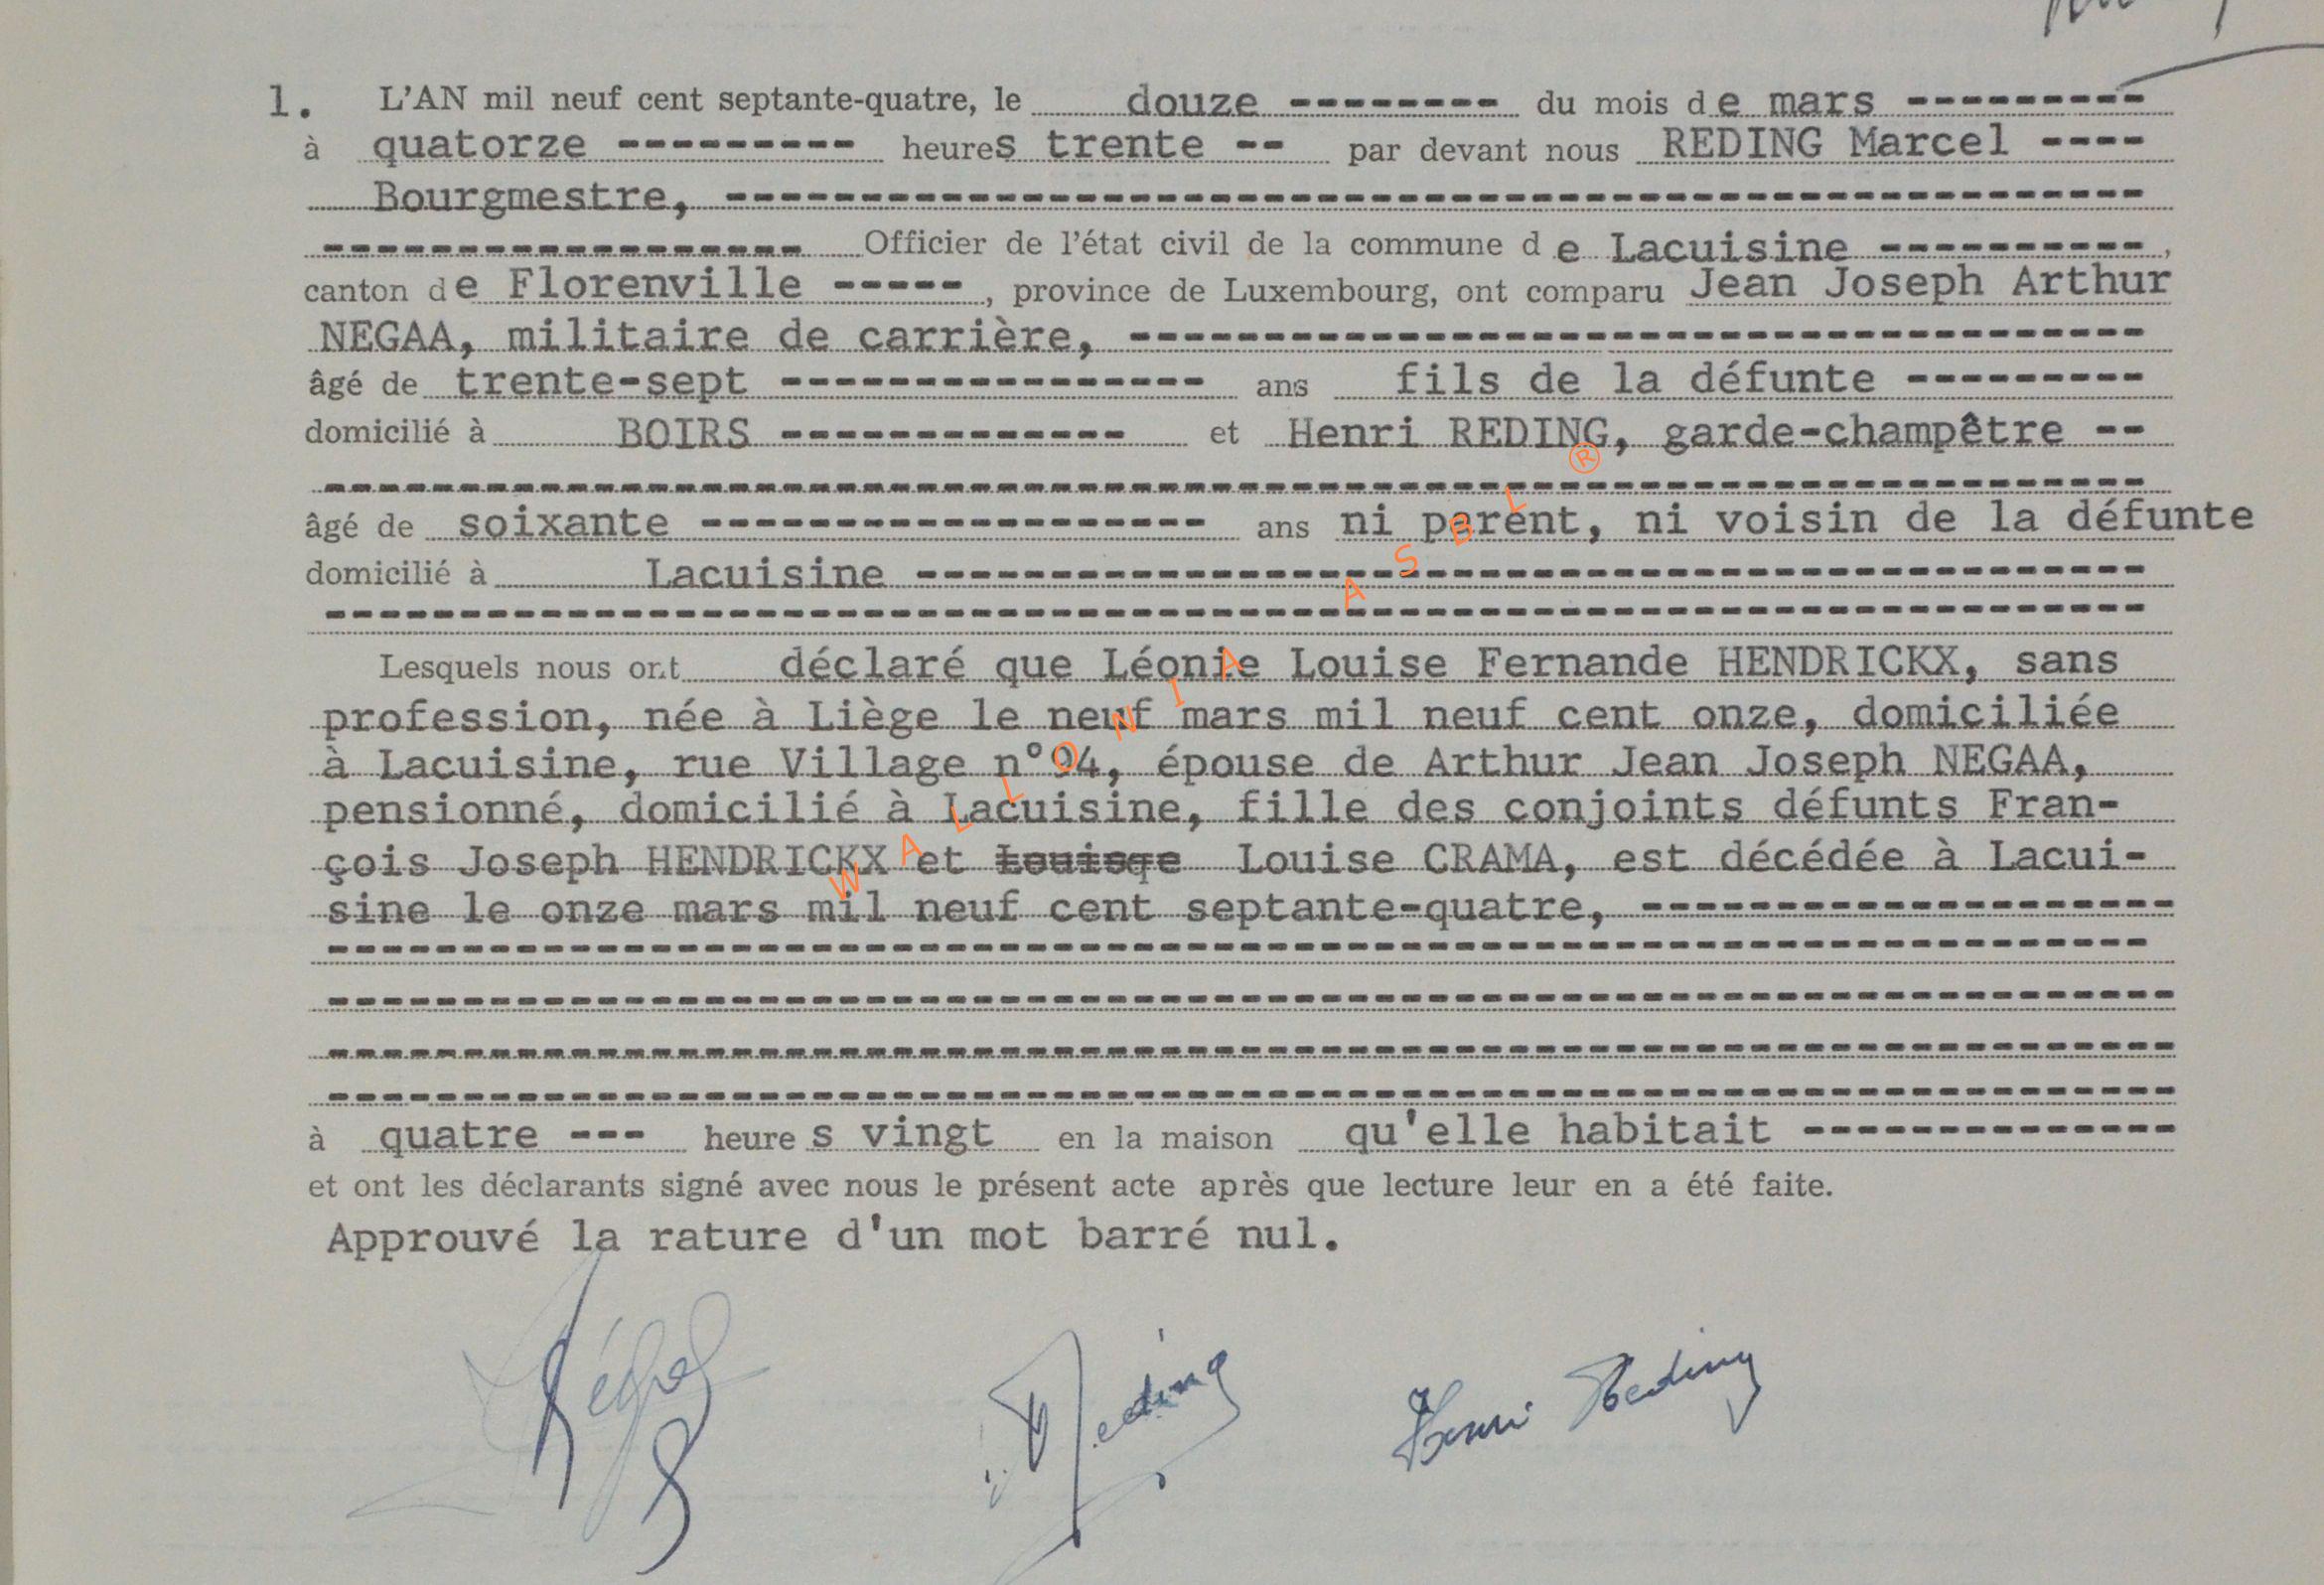 1. L'AN mil neuf cent septante-quatre, le douze -------- du mois de mars ---------
à quatorze --------- heures trente -- par devant nous REDING Marcel ----
Bourgmestre, -----------------------------------------------------
------------------ Officier de l'état civil de la commune de Lacuisine ----------,
canton de Florenville -----, province de Luxembourg, ont comparu Jean Joseph Arthur
NEGAA, militaire de carrière, --------------------------------------
âgé de trente-sept ---------------- ans fils de la défunte ---------
domicilié à BOIRS ------------- et Henri REDING, garde-champêtre --
--------------------------------------------------------------------
âgé de soixante ------------------- ans ni parent, ni voisin de la défunte
domicilié à Lacuisine ----------------------------------------------
--------------------------------------------------------------------
Lesquels nous ont déclaré que Léonie Louise Fernande HENDRICKX, sans
profession, née à Liège le neuf mars mil neuf cent onze, domiciliée
à Lacuisine, rue Village n°94, épouse de Arthur Jean Joseph NEGAA,
pensionné, domicilié à Lacuisine, fille des conjoints défunts Fran-
çois Joseph HENDRICKX et Louise CRAMA, est décédée à Lacui-
sine le onze mars mil neuf cent septante-quatre, --------------------
--------------------------------------------------------------------
---------------------------------------------------------------------
---------------------------------------------------------------------
---------------------------------------------------------------------
à quatre --- heures vingt en la maison qu'elle habitait --------------
et ont les déclarants signé avec nous le présent acte après que lecture leur en a été faite.
Approuvé la rature d'un mot barré nul.
Reding
Henri Reding
WALLONIA ASBL ®